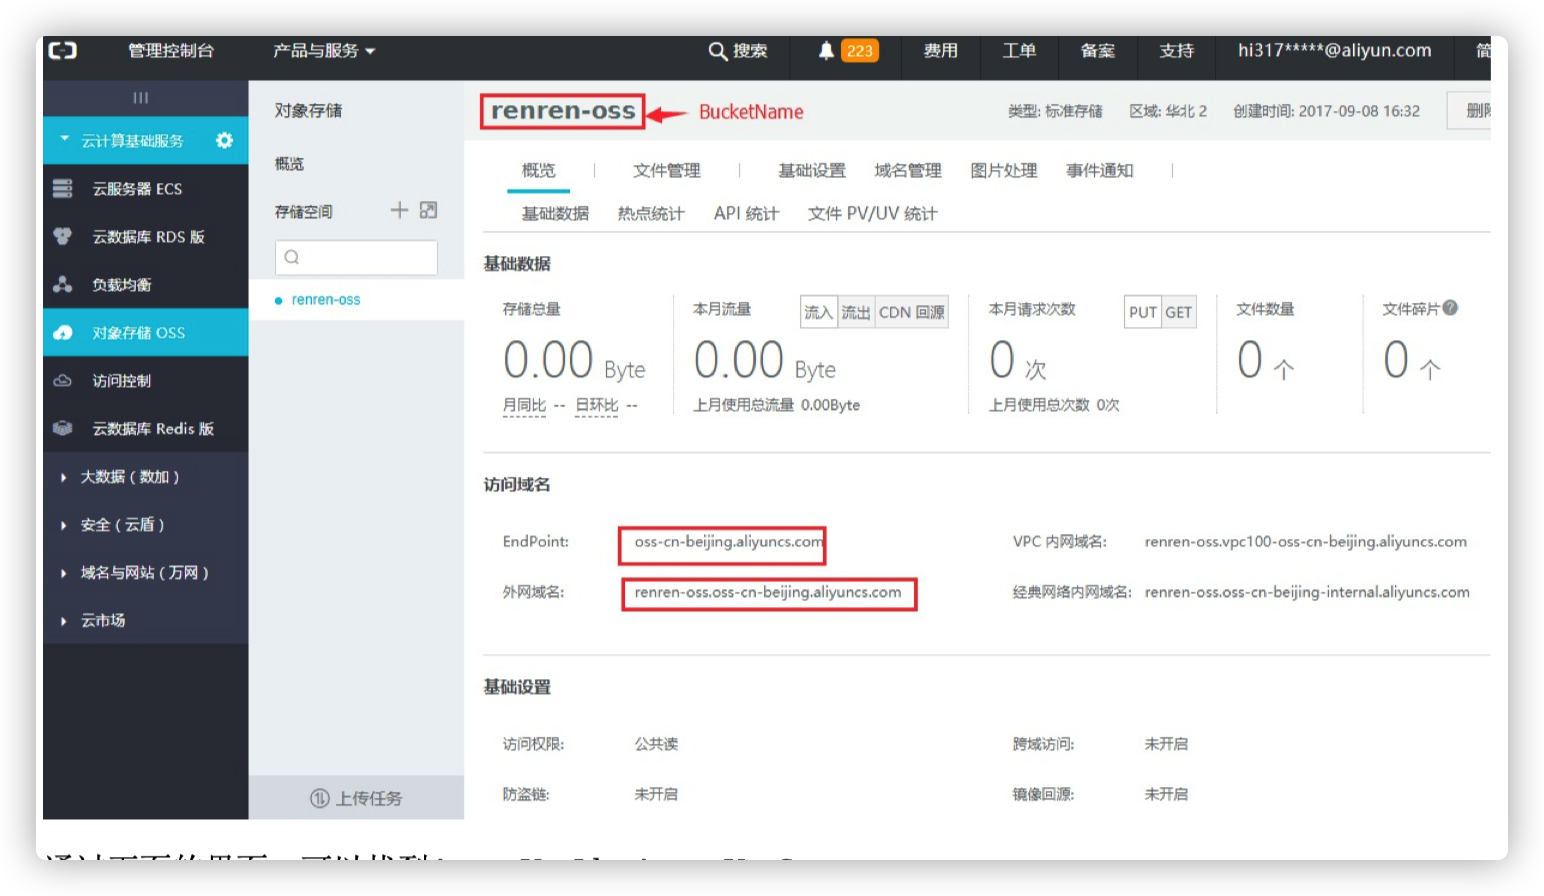 管理控制台 产品与服务 搜索 223 费用 工单 备案 支持 hi317*****@aliyun.com 简
云计算基础服务
云服务器 ECS
云数据库 RDS 版
负载均衡
对象存储 OSS
访问控制
云数据库 Redis 版
大数据 ( 数加 )
安全 ( 云盾 )
域名与网站 ( 万网 )
云市场
对象存储
概览
存储空间
renren-oss
上传任务
renren-oss BucketName 类型: 标准存储 区域: 华北 2 创建时间: 2017-09-08 16:32 删除
概览 文件管理 基础设置 域名管理 图片处理 事件通知
基础数据 热点统计 API 统计 文件 PV/UV 统计
基础数据
存储总量 本月流量 流入 流出 CDN 回源 本月请求次数 PUT GET 文件数量 文件碎片
0.00 Byte 0.00 Byte 0 次 0 个 0 个
月同比 -- 日环比 -- 上月使用总流量 0.00Byte 上月使用总次数 0次
访问域名
EndPoint: oss-cn-beijing.aliyuncs.com VPC 内网域名: renren-oss.vpc100-oss-cn-beijing.aliyuncs.com
外网域名: renren-oss.oss-cn-beijing.aliyuncs.com 经典网络内网域名: renren-oss.oss-cn-beijing-internal.aliyuncs.com
基础设置
访问权限: 公共读 跨域访问: 未开启
防盗链: 未开启 镜像回源: 未开启